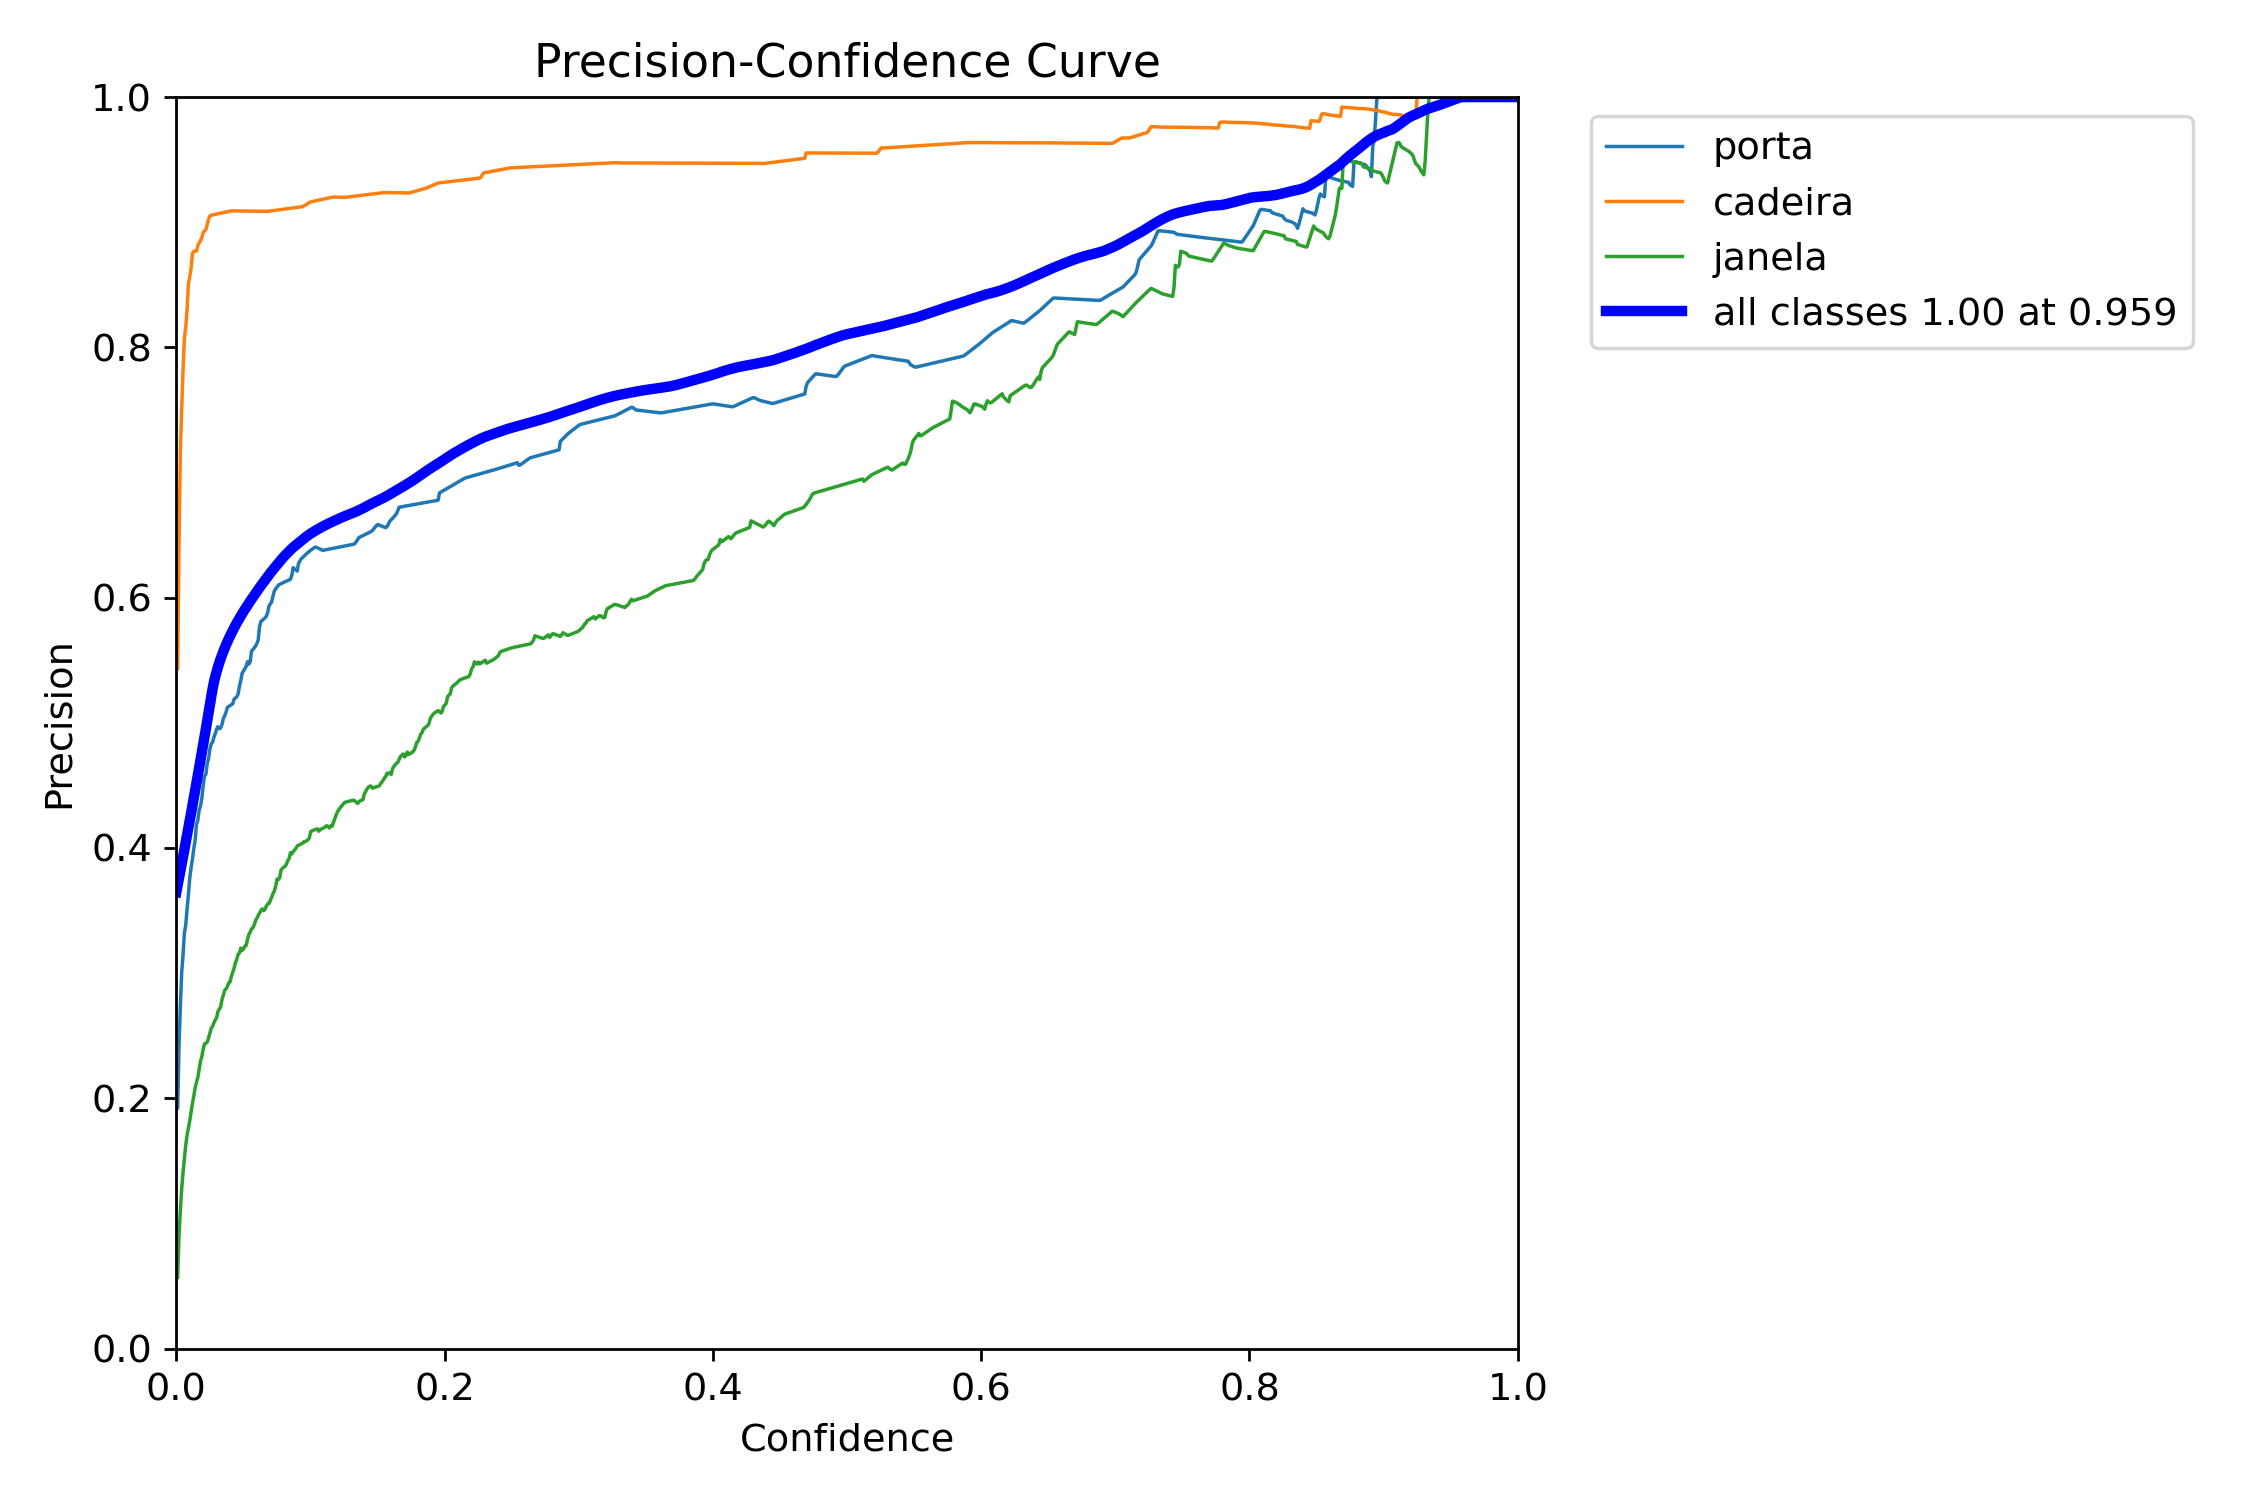 Precision-Confidence Curve
1.0
0.8
0.6
0.4
0.2
0.0
Precision
0.0 0.2 0.4 0.6 0.8 1.0
Confidence
porta
cadeira
janela
all classes 1.00 at 0.959